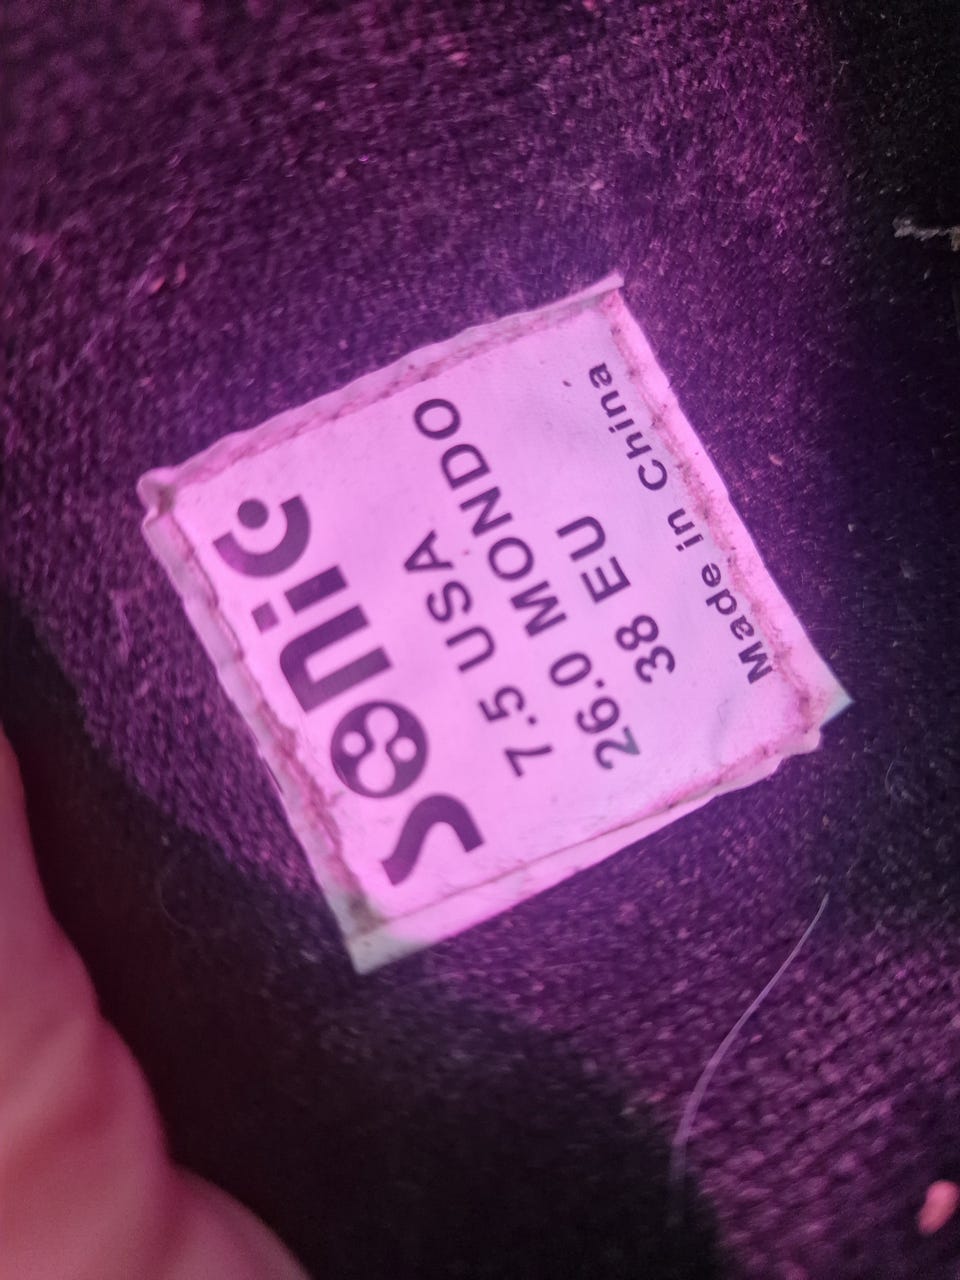 sonic
7.5 USA
26.0 MONDO
38 EU
Made in China